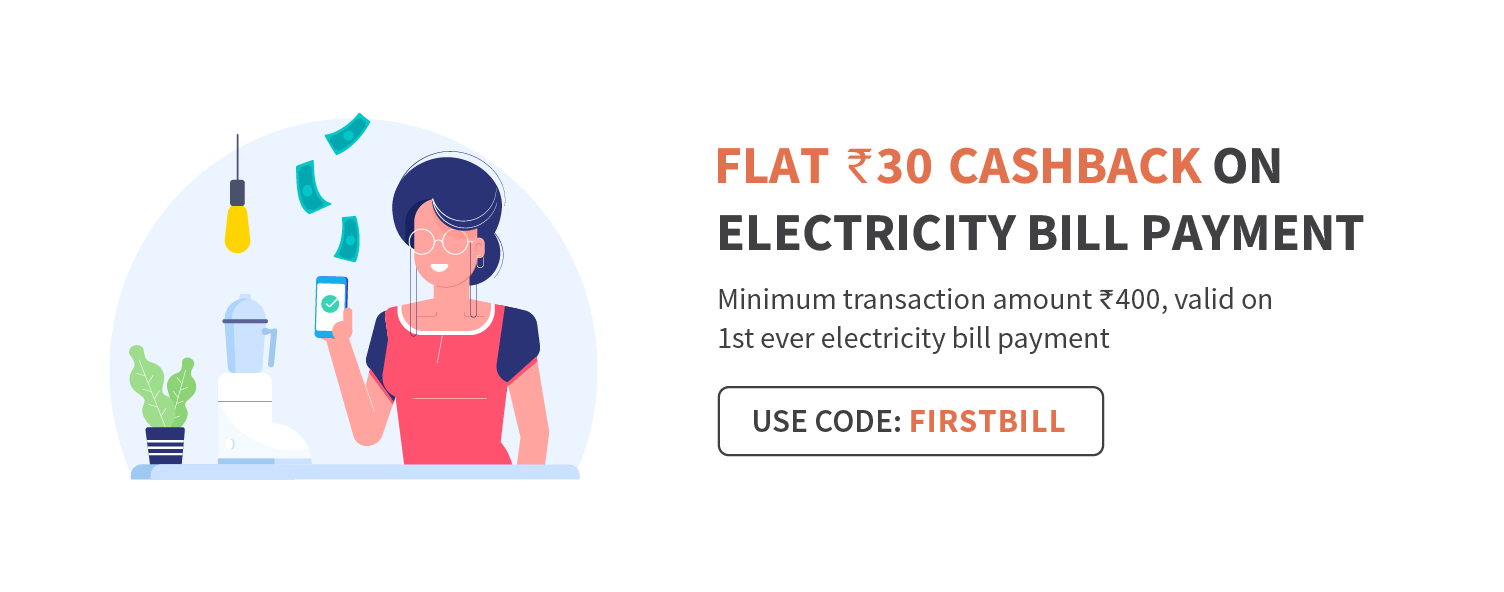 FLAT ₹30 CASHBACK ON
ELECTRICITY BILL PAYMENT
Minimum transaction amount ₹400, valid on
1st ever electricity bill payment
USE CODE: FIRSTBILL